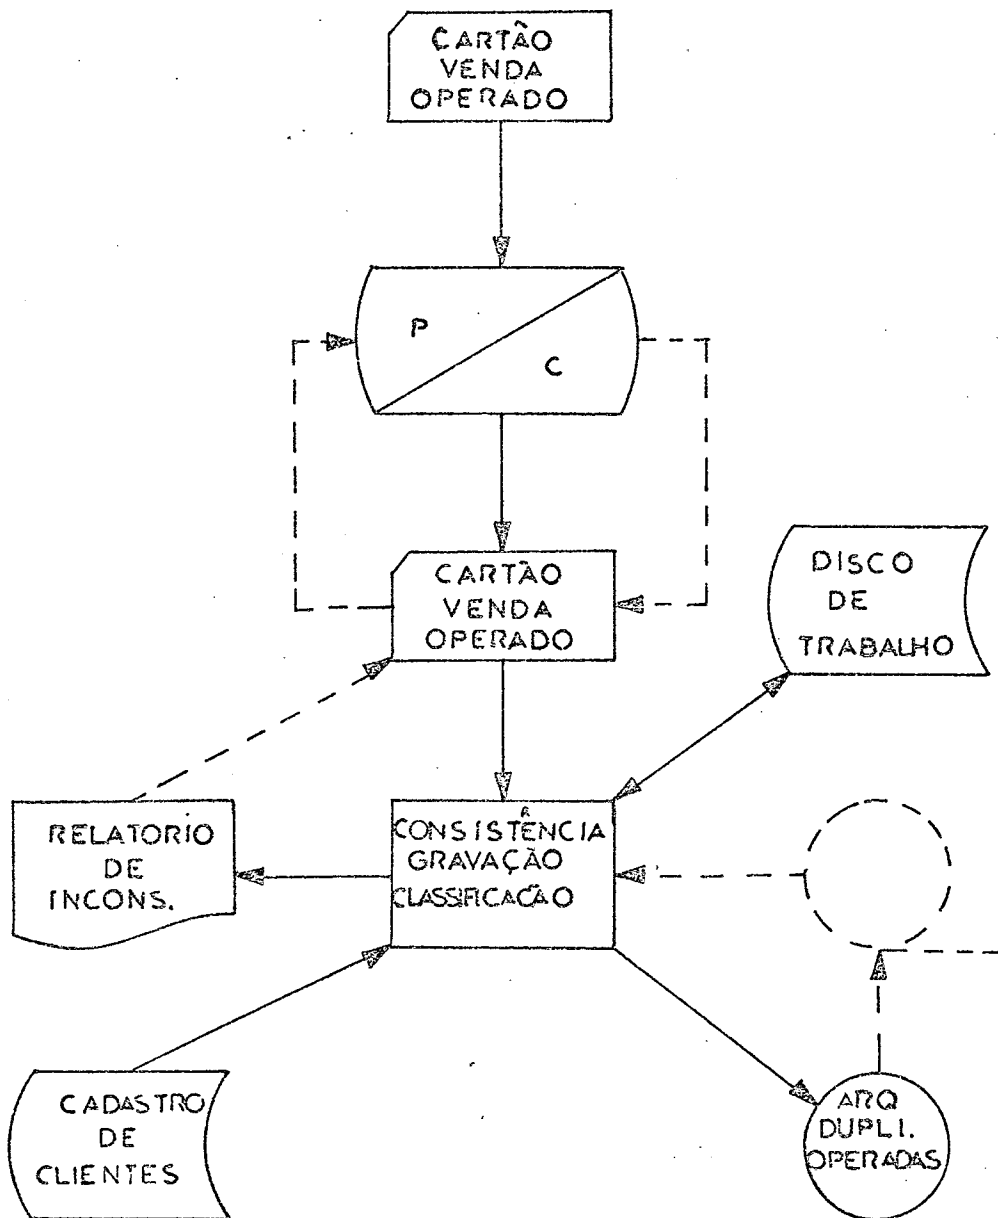 CARTÃO
VENDA
OPERADO
P
C
CARTÃO
VENDA
OPERADO
DISCO
DE
TRABALHO
RELATORIO
DE
INCONS.
CONSISTÊNCIA
GRAVAÇÃO
CLASSIFICAÇÃO
CADASTRO
DE
CLIENTES
ARQ
DUPLI.
OPERADAS